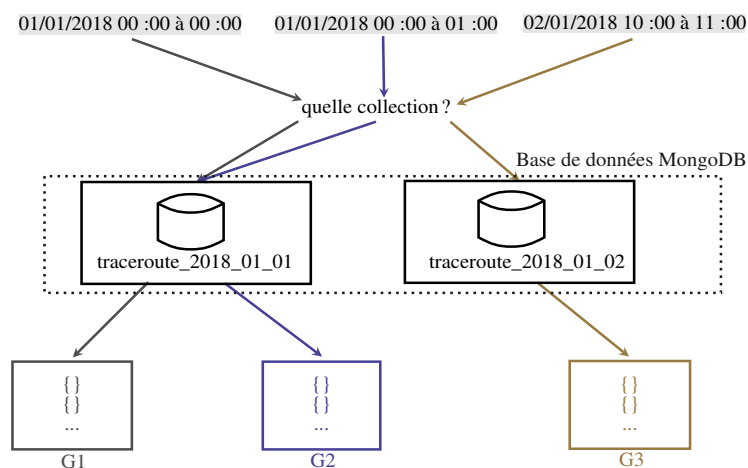 01/01/2018 00 :00 à 00 :00
01/01/2018 00 :00 à 01 :00
02/01/2018 10 :00 à 11 :00
quelle collection ?
Base de données MongoDB
traceroute_2018_01_01
traceroute_2018_01_02
{}
{}
...
{}
{}
...
{}
{}
...
G1
G2
G3